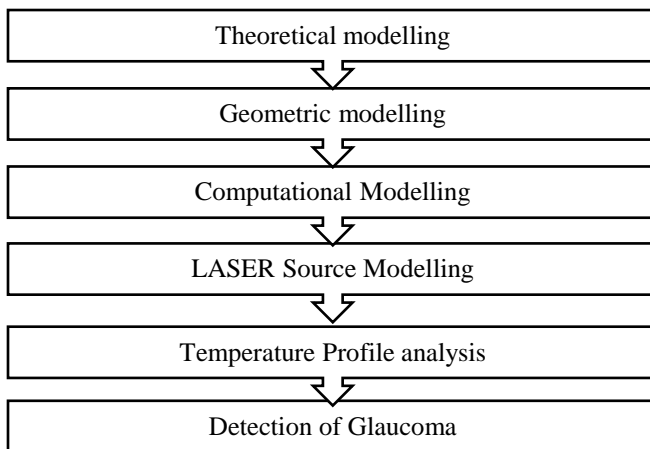 Theoretical modelling
Geometric modelling
Computational Modelling
LASER Source Modelling
Temperature Profile analysis
Detection of Glaucoma